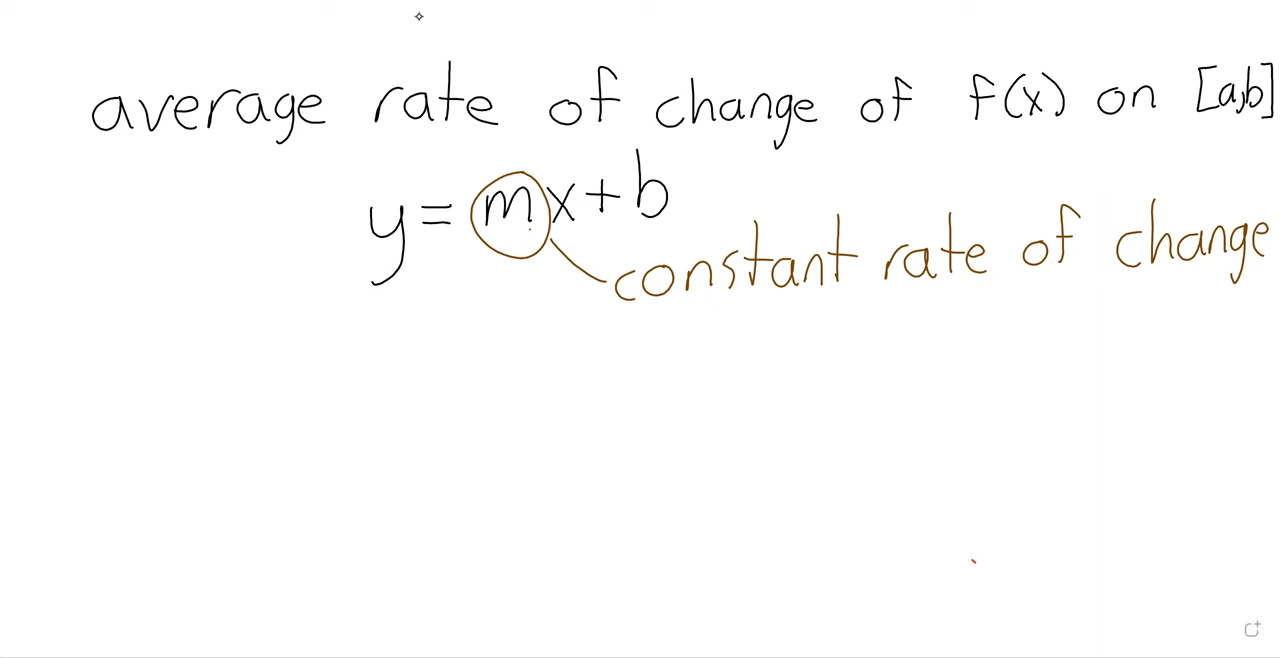 average rate of change of f(x) on [a,b]
y = mx + b
constant rate of change